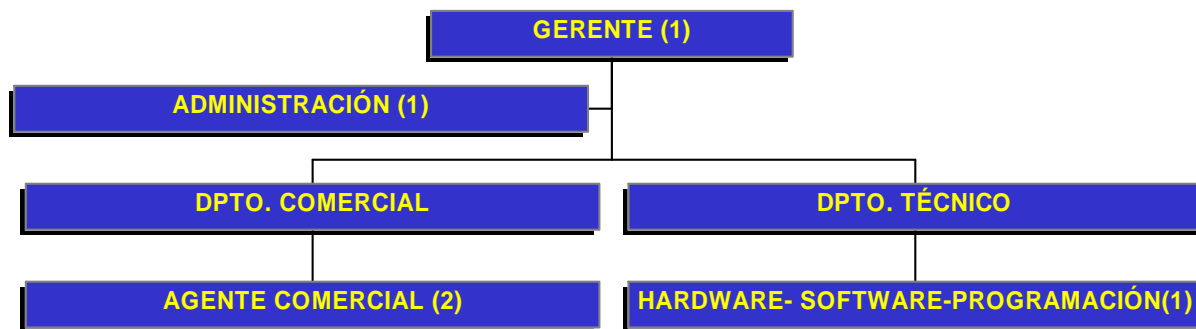 GERENTE (1)
ADMINISTRACIÓN (1)
DPTO. COMERCIAL
DPTO. TÉCNICO
AGENTE COMERCIAL (2)
HARDWARE- SOFTWARE-PROGRAMACIÓN(1)